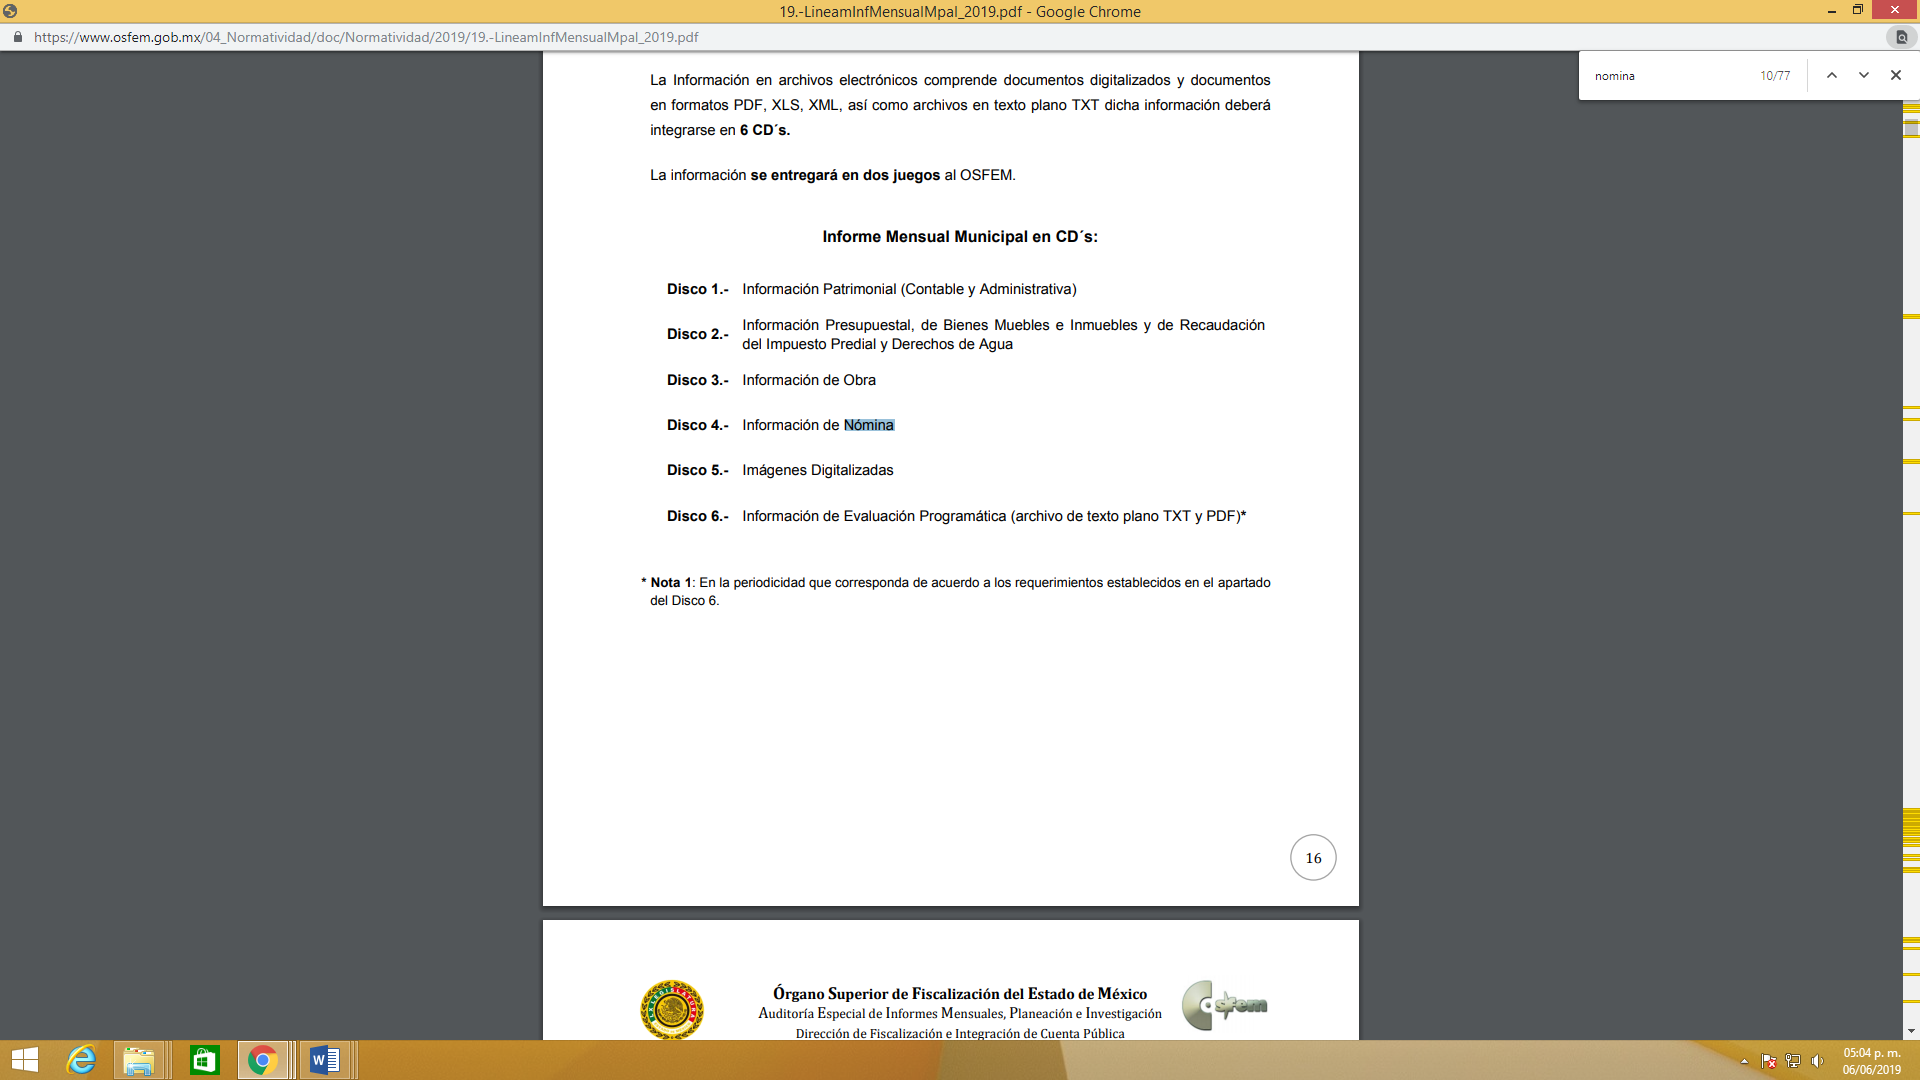 19.-LineamInfMensualMpal_2019.pdf - Google Chrome
https://www.osfem.gob.mx/04_Normatividad/doc/Normatividad/2019/19.-LineamInfMensualMpal_2019.pdf
nomina 10/77
La Información en archivos electrónicos comprende documentos digitalizados y documentos
en formatos PDF, XLS, XML, así como archivos en texto plano TXT dicha información deberá
integrarse en 6 CD´s.
La información se entregará en dos juegos al OSFEM.
Informe Mensual Municipal en CD´s:
Disco 1.- Información Patrimonial (Contable y Administrativa)
Disco 2.- Información Presupuestal, de Bienes Muebles e Inmuebles y de Recaudación
del Impuesto Predial y Derechos de Agua
Disco 3.- Información de Obra
Disco 4.- Información de Nómina
Disco 5.- Imágenes Digitalizadas
Disco 6.- Información de Evaluación Programática (archivo de texto plano TXT y PDF)*
* Nota 1: En la periodicidad que corresponda de acuerdo a los requerimientos establecidos en el apartado
del Disco 6.
16
Órgano Superior de Fiscalización del Estado de México
Auditoría Especial de Informes Mensuales, Planeación e Investigación
Dirección de Fiscalización e Integración de Cuenta Pública
osfem
05:04 p. m.
06/06/2019